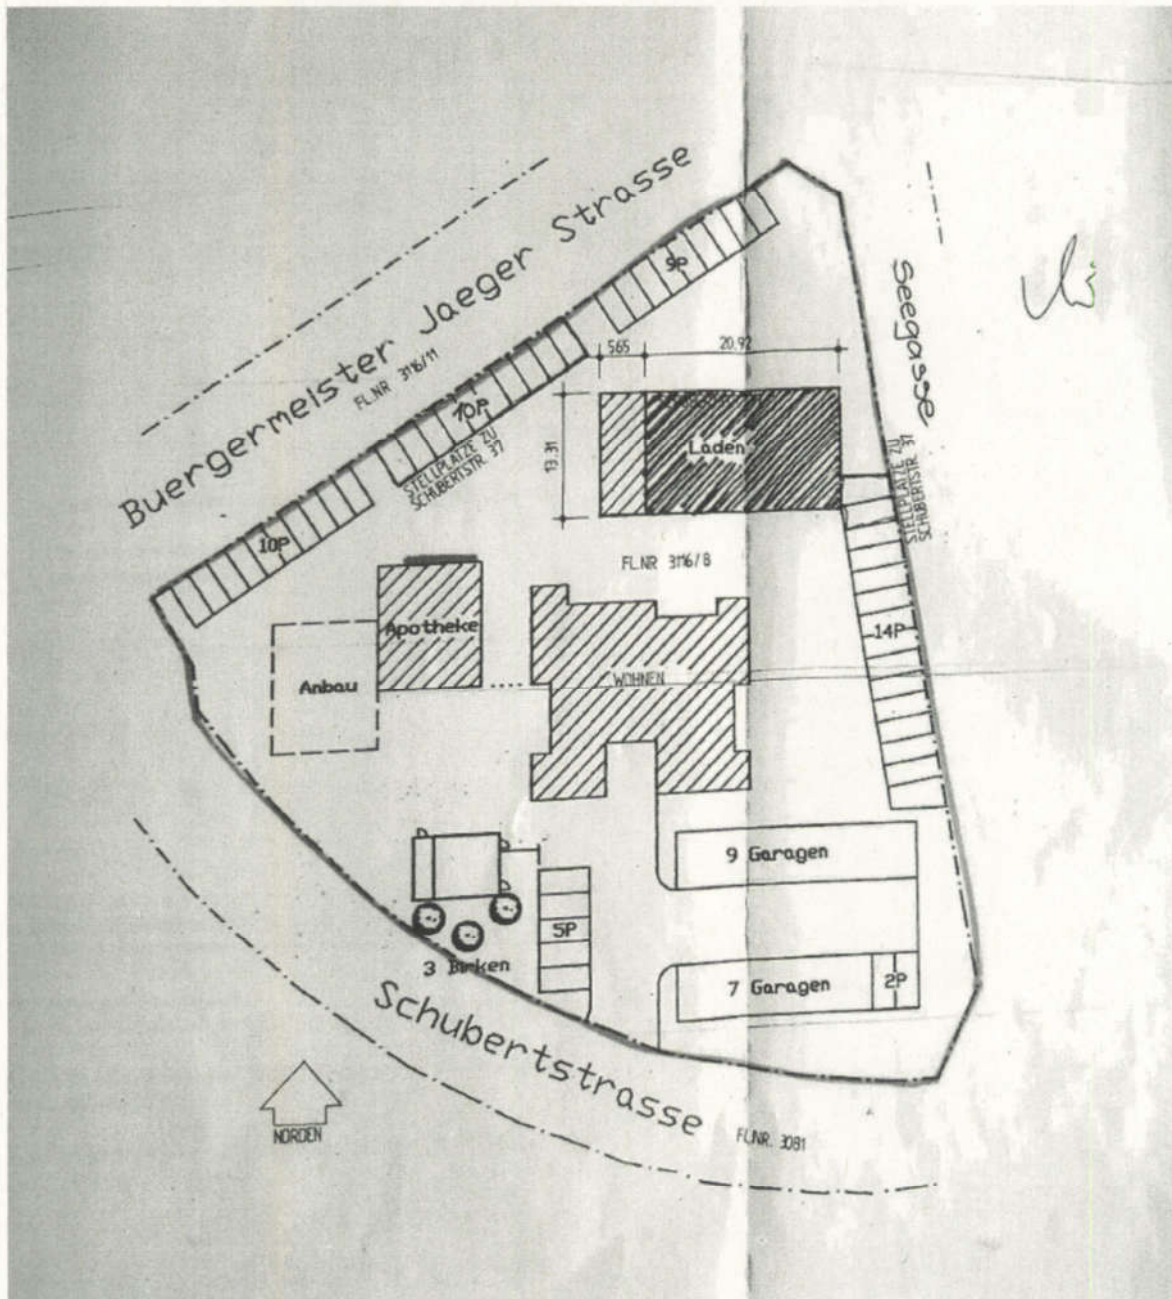 Buergermeister Jaeger Strasse
FL.NR 3116/11
9P
Seegasse
5.65
20.92
10P
STELLPLÄTZE ZU
SCHUBERTSTR. 37
13.31
Laden
STELLPLÄTZE ZU
SCHUBERTSTR. 37
10P
FL.NR 3116/8
Apotheke
14P
Anbau
WOHNEN
9 Garagen
5P
3 Birken
7 Garagen
2P
Schubertstrasse
NORDEN
FL.NR. 3081